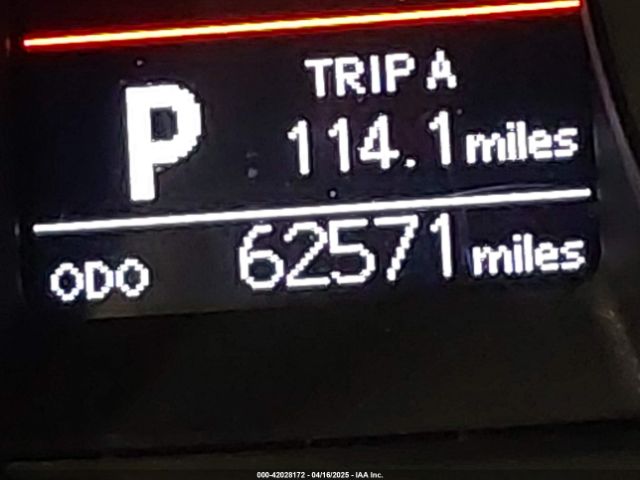 TRIP A
P
114.1 miles
ODO 62571 miles
000-42028172 - 04/16/2025 - IAA Inc.